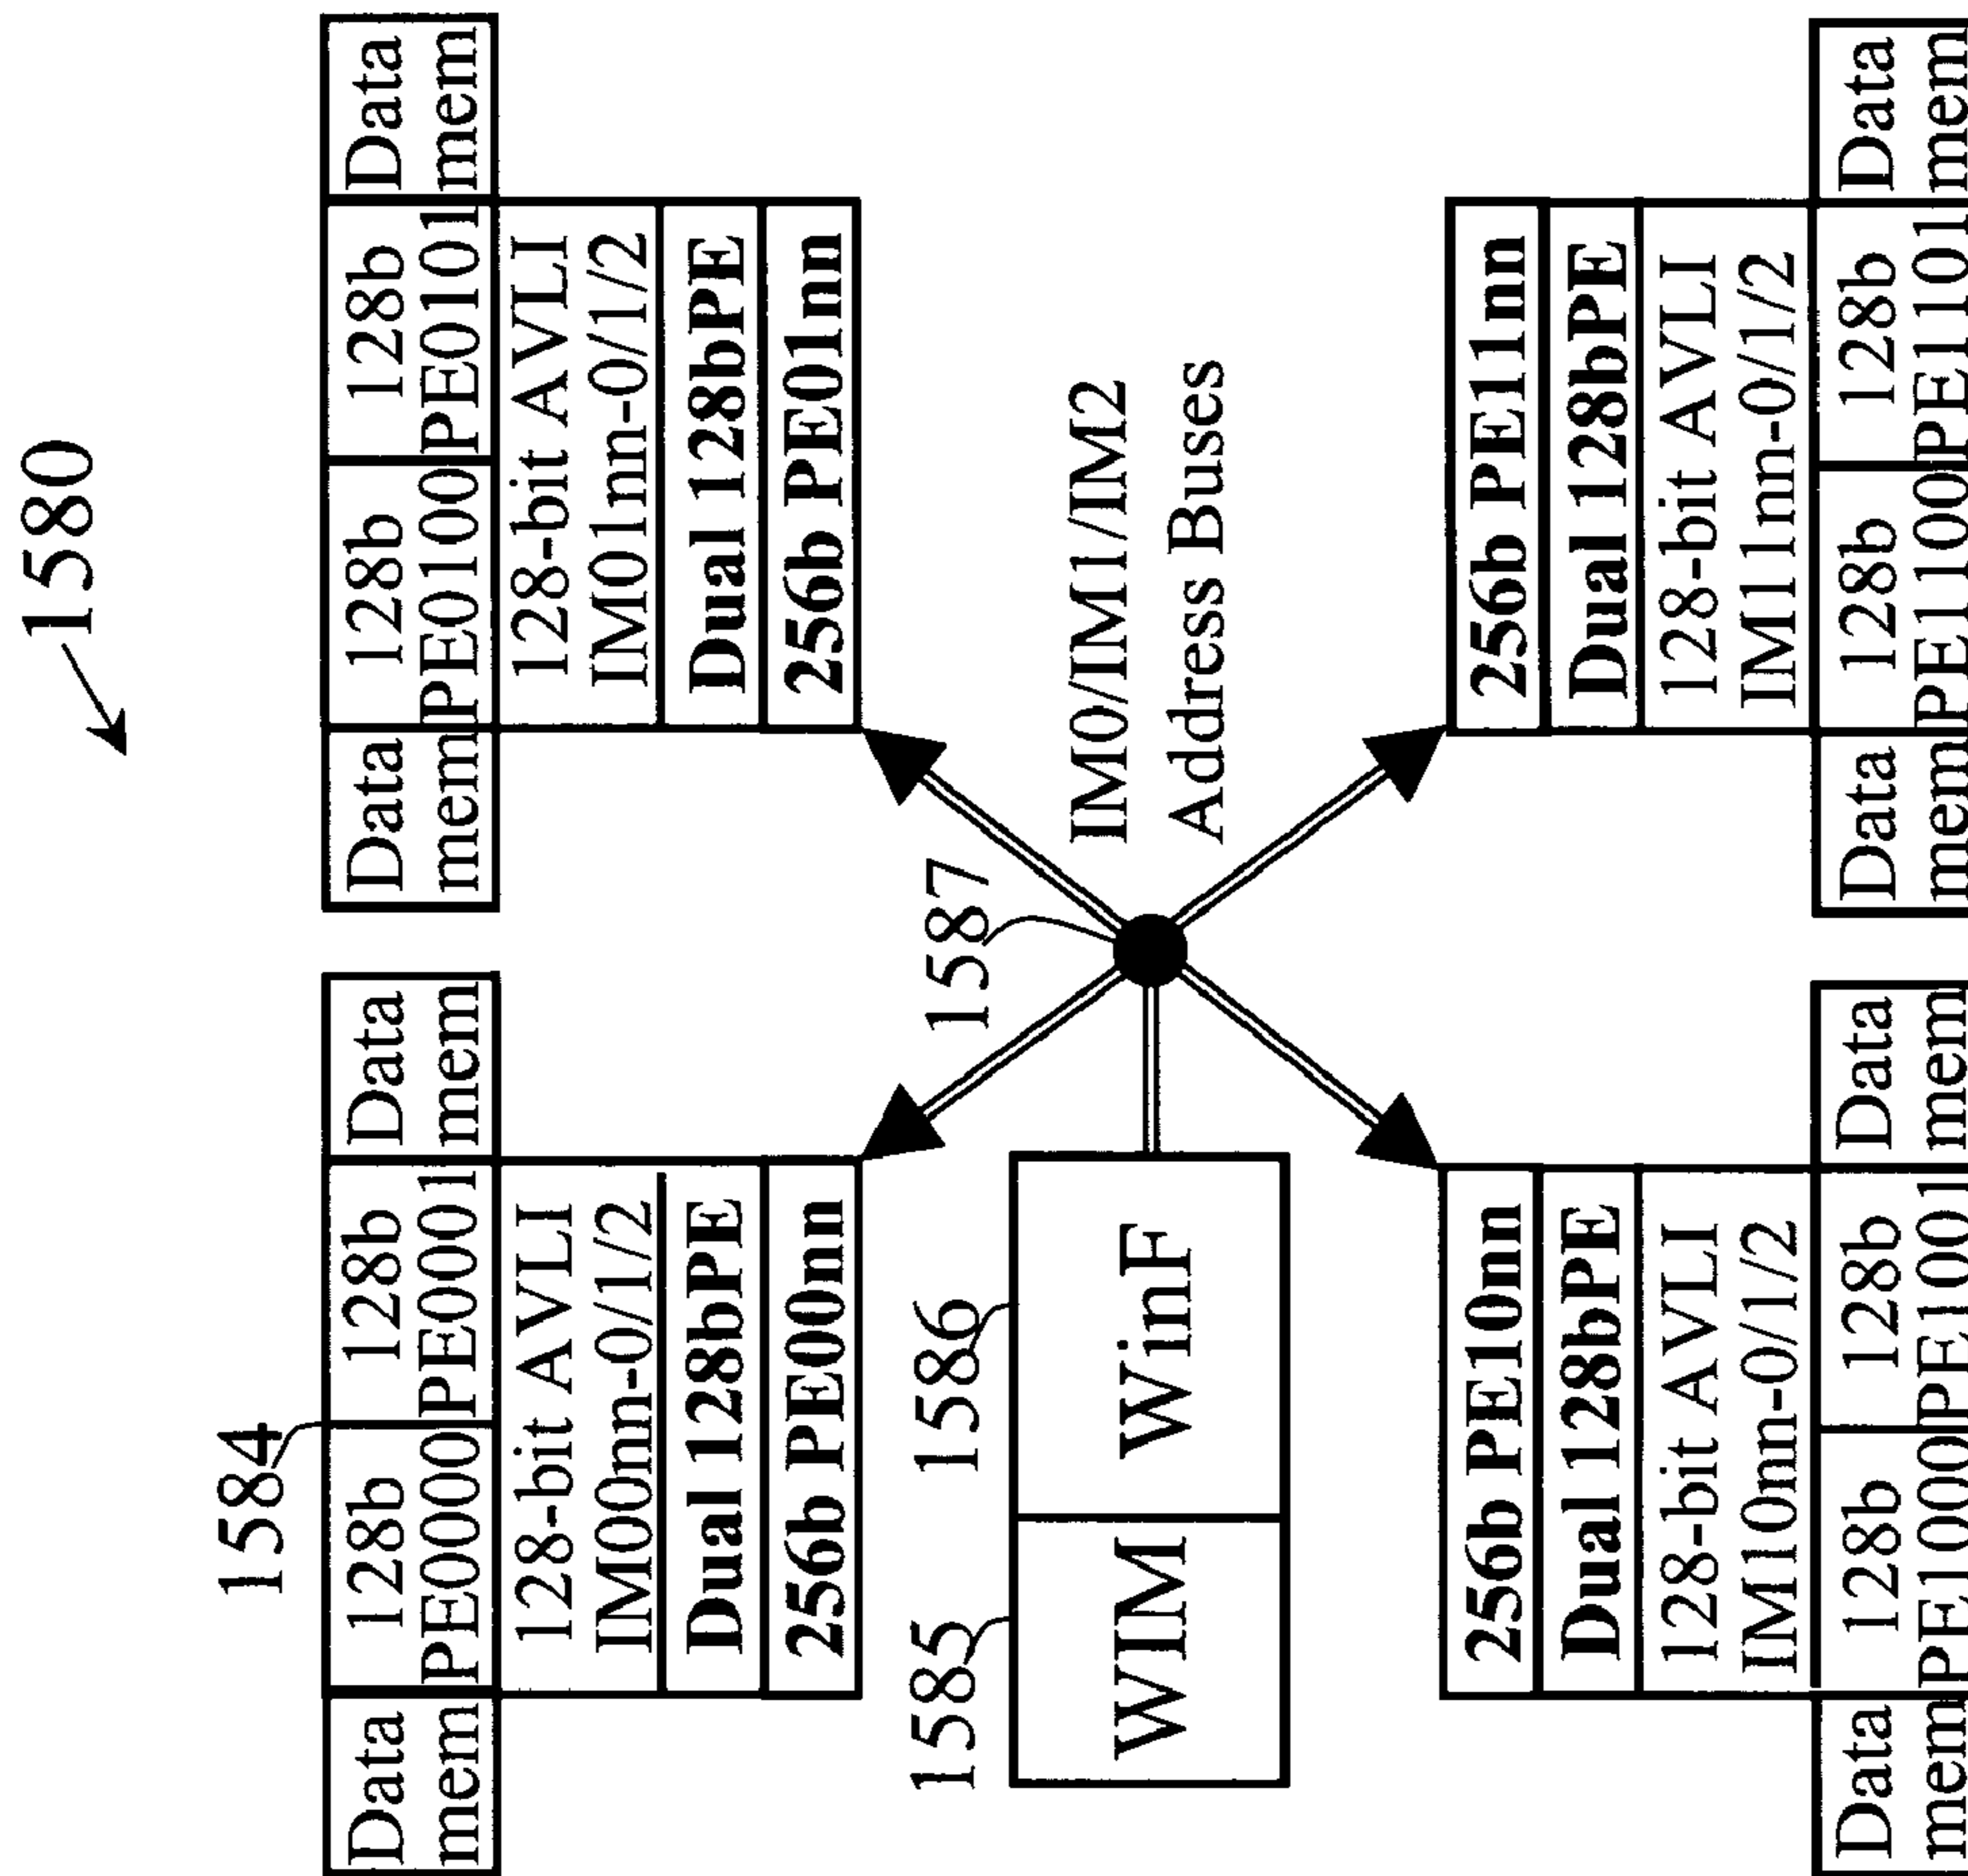 1580
1584
Data
mem
128b
PE0000
128b
PE0001
Data
mem
128-bit AVLI
IM00nn-0/1/2
Dual 128bPE
256b PE00nn
Data
mem
128b
PE0100
128b
PE0101
Data
mem
128-bit AVLI
IM01nn-0/1/2
Dual 128bPE
256b PE01nn
1585
1586
1587
WIM
WinF
IM0/IM1/IM2
Address Buses
256b PE10nn
Dual 128bPE
128-bit AVLI
IM10nn-0/1/2
Data
mem
128b
PE1000
128b
PE1001
Data
mem
256b PE11nn
Dual 128bPE
128-bit AVLI
IM11nn-0/1/2
Data
mem
128b
PE1100
128b
PE1101
Data
mem